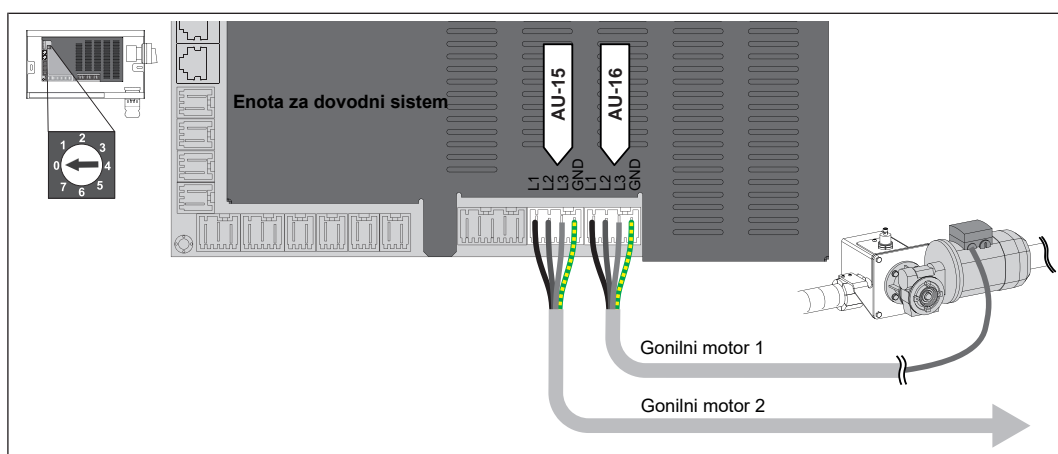 Enota za dovodni sistem
AU-15
AU-16
L1 L2 L3 GND
L1 L2 L3 GND
0 1 2 3 4 5 6 7
Gonilni motor 1
Gonilni motor 2